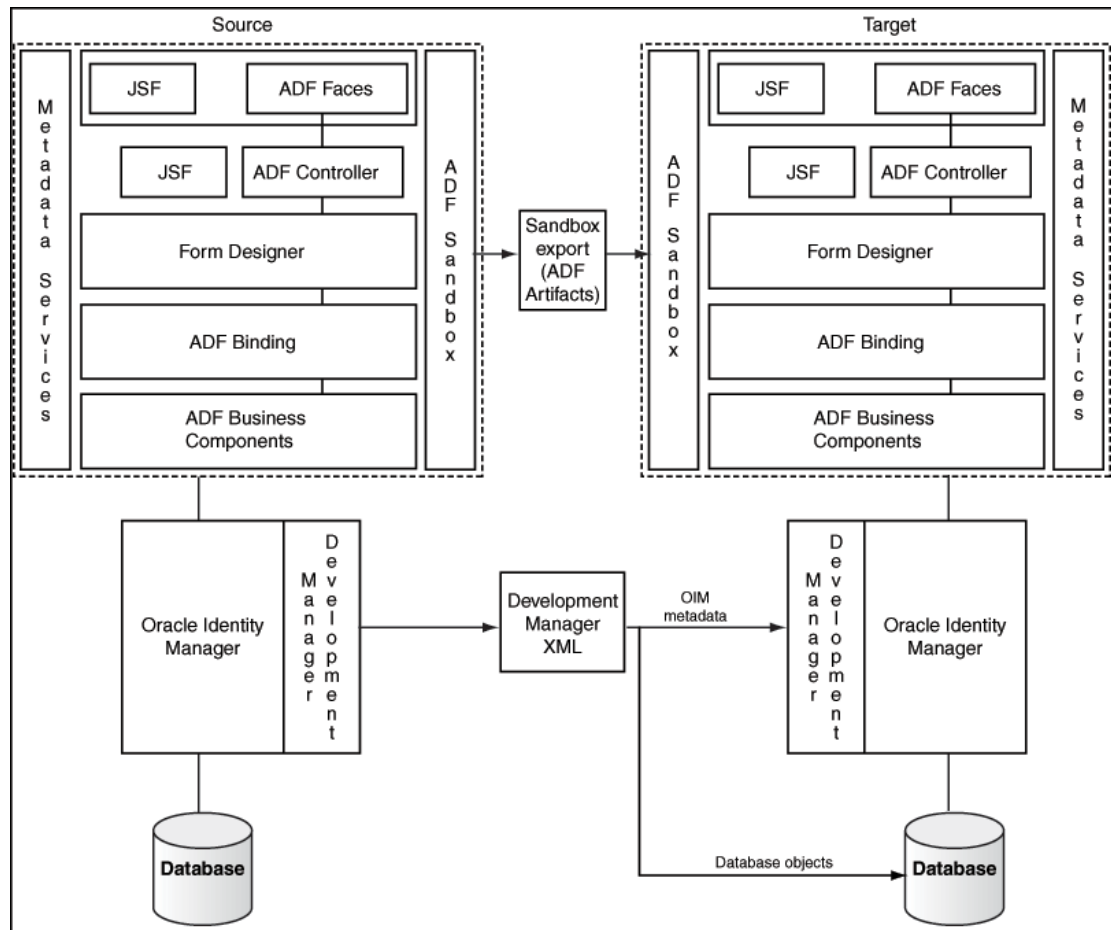 Source
Target
Metadata Services
JSF
ADF Faces
JSF
ADF Controller
Form Designer
ADF Binding
ADF Business
Components
ADF Sandbox
Sandbox
export
(ADF
Artifacts)
ADF Sandbox
JSF
ADF Faces
JSF
ADF Controller
Form Designer
ADF Binding
ADF Business
Components
Metadata Services
Oracle Identity
Manager
Development
Manager
Development
Manager
XML
OIM
metadata
Development
Manager
Oracle Identity
Manager
Database
Database objects
Database